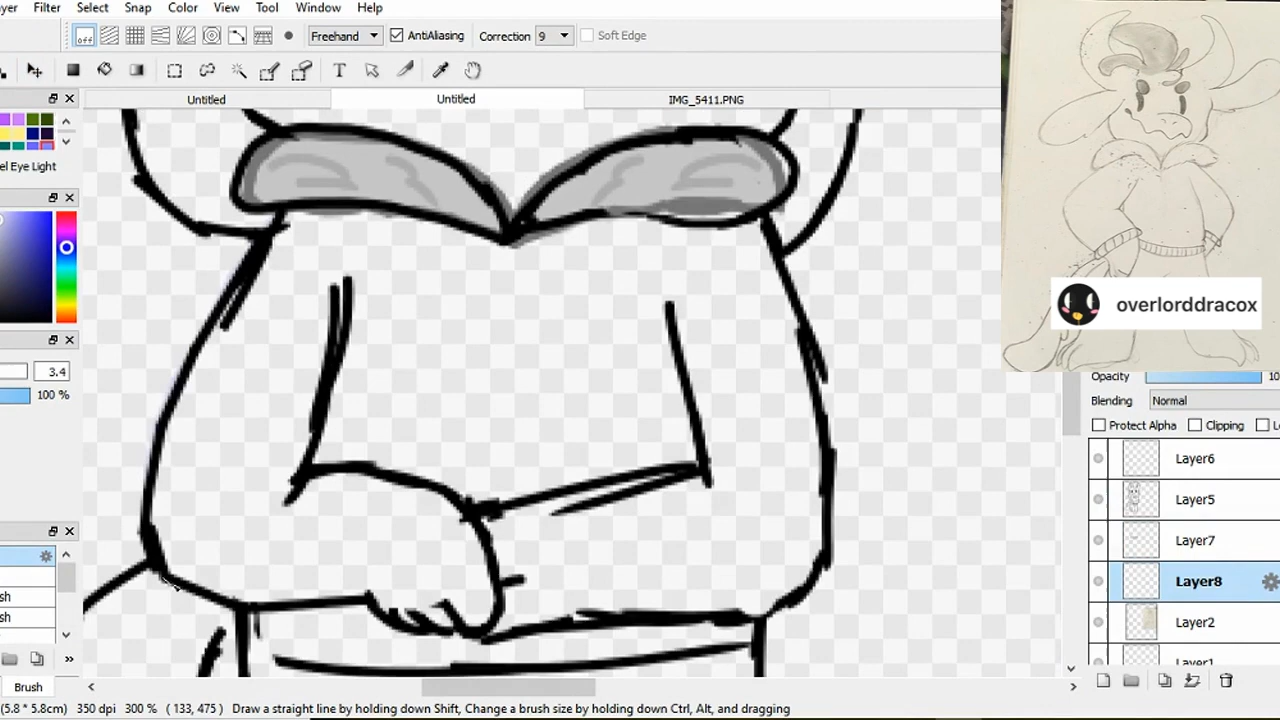 yer Filter Select Snap Color View Tool Window Help
off Freehand AntiAliasing Correction 9 Soft Edge
T
Untitled Untitled IMG_5411.PNG
el Eye Light
overlorddracox
3.4
100 %
Opacity 10
Blending Normal
Protect Alpha Clipping
Layer6
Layer5
Layer7
Layer8
Layer2
Layer1
Brush
(5.8 * 5.8cm) 350 dpi 300 % ( 133, 475 ) Draw a straight line by holding down Shift, Change a brush size by holding down Ctrl, Alt, and dragging